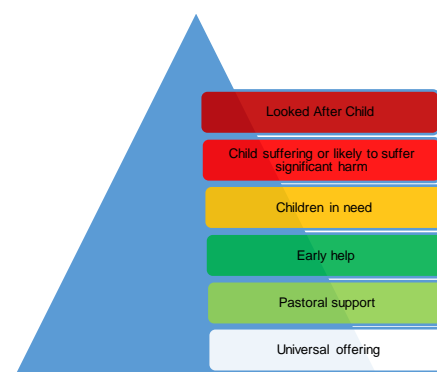 Looked After Child
Child suffering or likely to suffer
significant harm
Children in need
Early help
Pastoral support
Universal offering